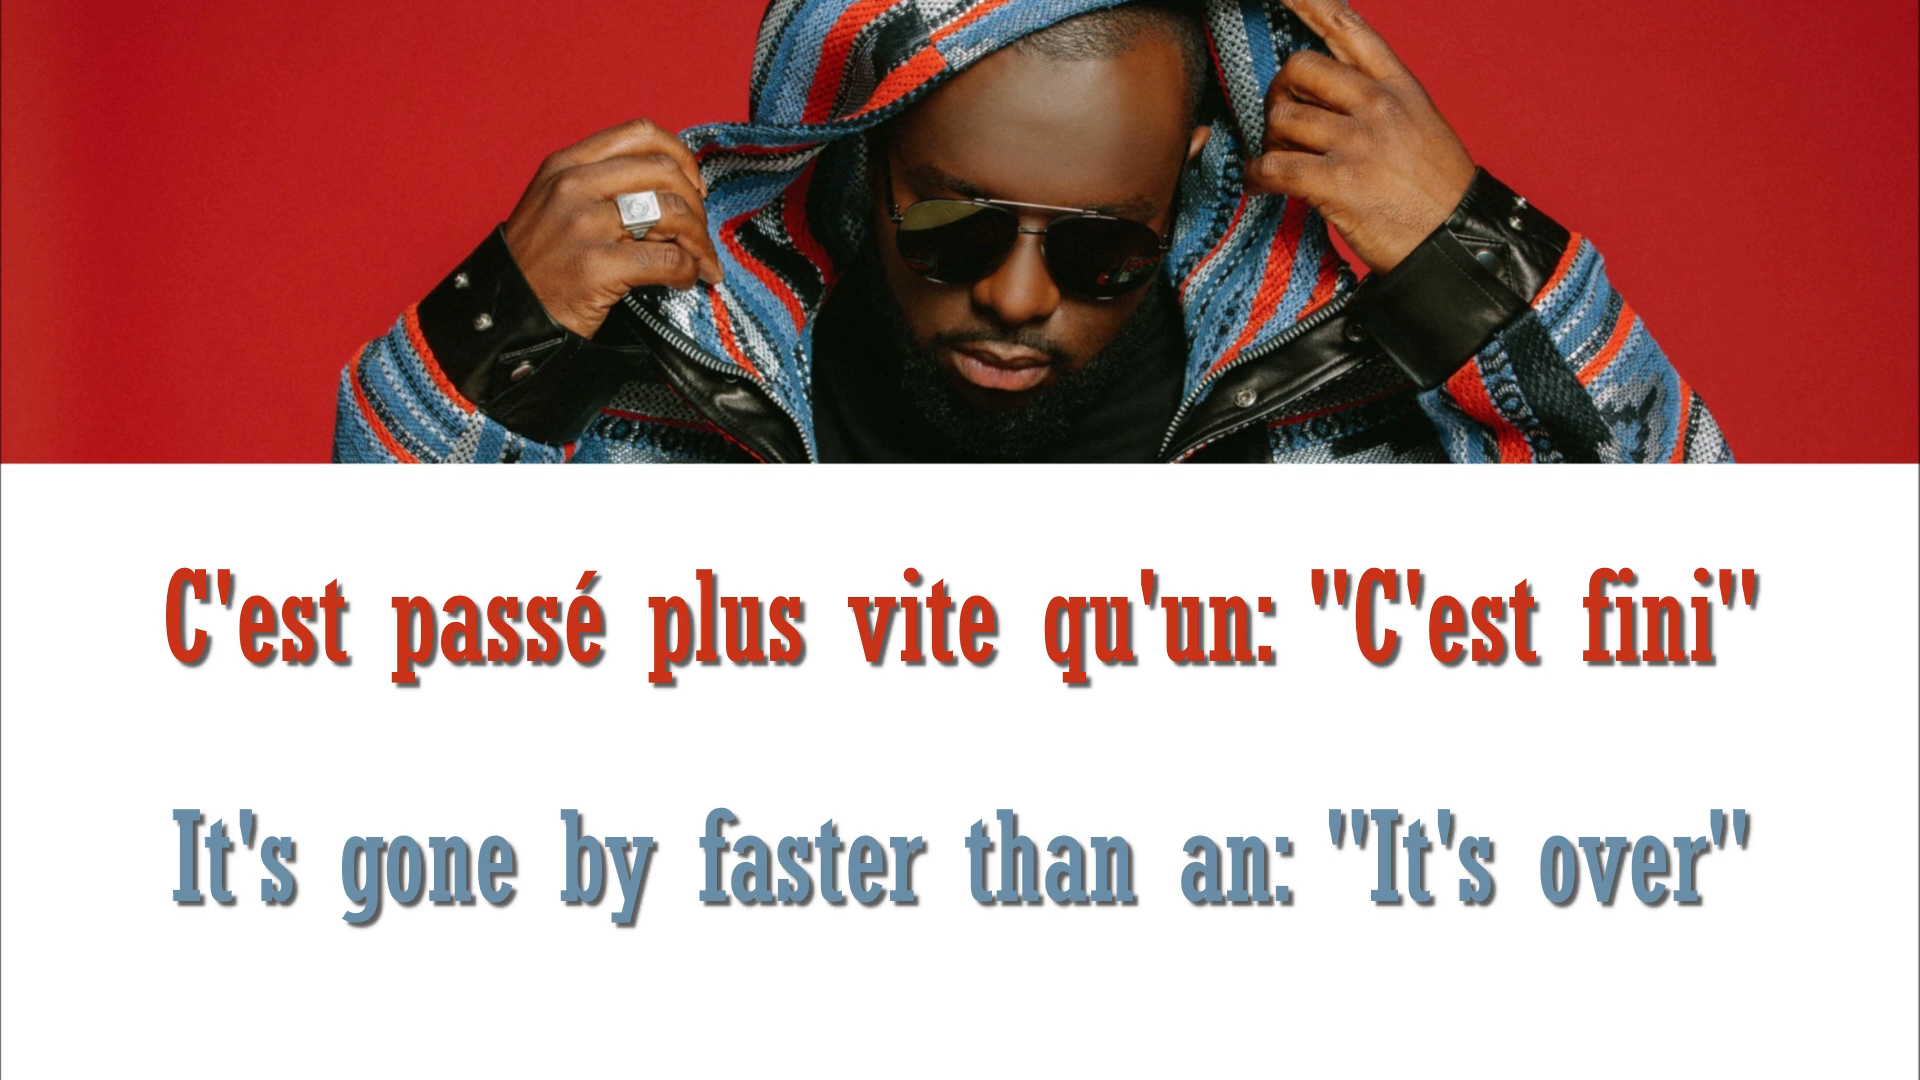 C'est passé plus vite qu'un: "C'est fini"
It's gone by faster than an: "It's over"